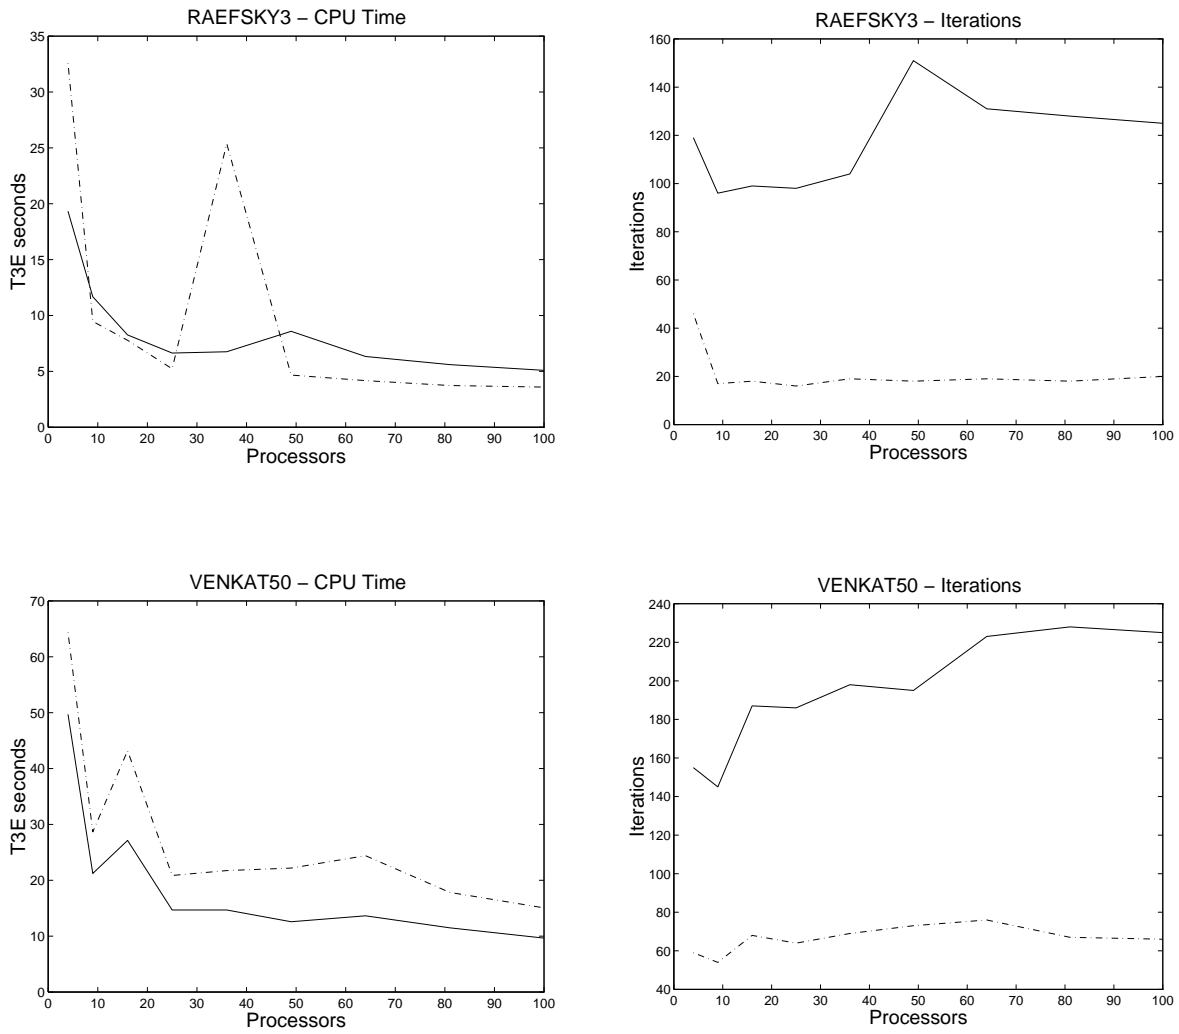 RAEFSKY3 – CPU Time
35
30
25
20
15
10
5
0
T3E seconds
0 10 20 30 40 50 60 70 80 90 100
Processors
RAEFSKY3 – Iterations
160
140
120
100
80
60
40
20
0
Iterations
0 10 20 30 40 50 60 70 80 90 100
Processors
VENKAT50 – CPU Time
70
60
50
40
30
20
10
0
T3E seconds
0 10 20 30 40 50 60 70 80 90 100
Processors
VENKAT50 – Iterations
240
220
200
180
160
140
120
100
80
60
40
Iterations
0 10 20 30 40 50 60 70 80 90 100
Processors